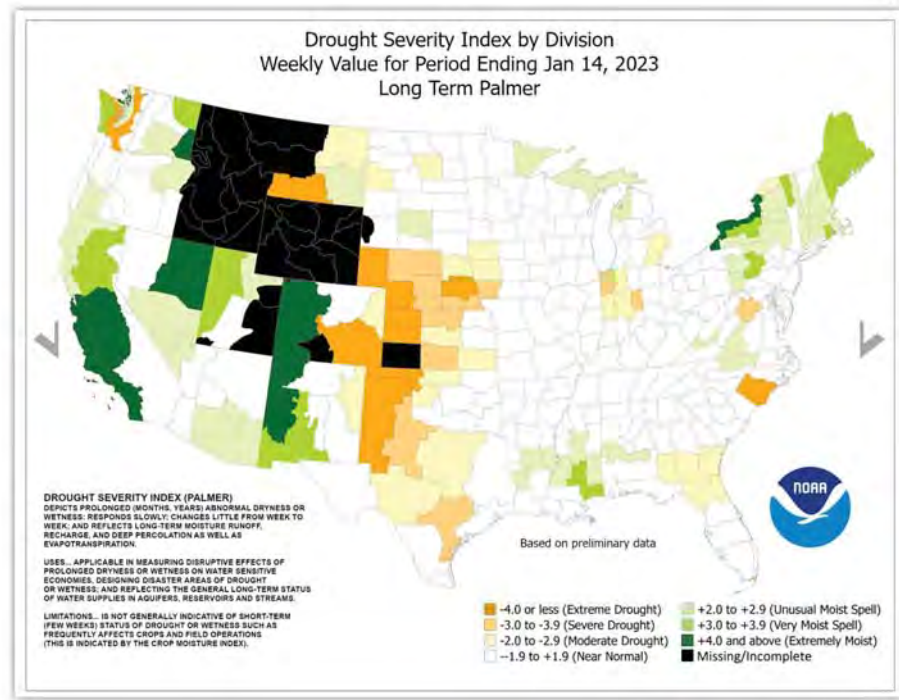 Drought Severity Index by Division
Weekly Value for Period Ending Jan 14, 2023
Long Term Palmer
DROUGHT SEVERITY INDEX (PALMER)
DEPICTS PROLONGED (MONTHS, YEARS) ABNORMAL DRYNESS OR
WETNESS; RESPONDS SLOWLY; CHANGES LITTLE FROM WEEK TO
WEEK; AND REFLECTS LONG-TERM MOISTURE RUNOFF,
RECHARGE, AND DEEP PERCOLATION AS WELL AS
EVAPOTRANSPIRATION.
USES... APPLICABLE IN MEASURING DISRUPTIVE EFFECTS OF
PROLONGED DRYNESS OR WETNESS ON WATER SENSITIVE
ECONOMIES, DESIGNING DISASTER AREAS OF DROUGHT
OR WETNESS; AND REFLECTING THE GENERAL LONG-TERM STATUS
OF WATER SUPPLIES IN AQUIFERS, RESERVOIRS AND STREAMS.
LIMITATIONS... IS NOT GENERALLY INDICATIVE OF SHORT-TERM
(FEW WEEKS) STATUS OF DROUGHT OR WETNESS SUCH AS
FREQUENTLY AFFECTS CROPS AND FIELD OPERATIONS
(THIS IS INDICATED BY THE CROP MOISTURE INDEX).
Based on preliminary data
NOAA
-4.0 or less (Extreme Drought)
-3.0 to -3.9 (Severe Drought)
-2.0 to -2.9 (Moderate Drought)
--1.9 to +1.9 (Near Normal)
+2.0 to +2.9 (Unusual Moist Spell)
+3.0 to +3.9 (Very Moist Spell)
+4.0 and above (Extremely Moist)
Missing/Incomplete